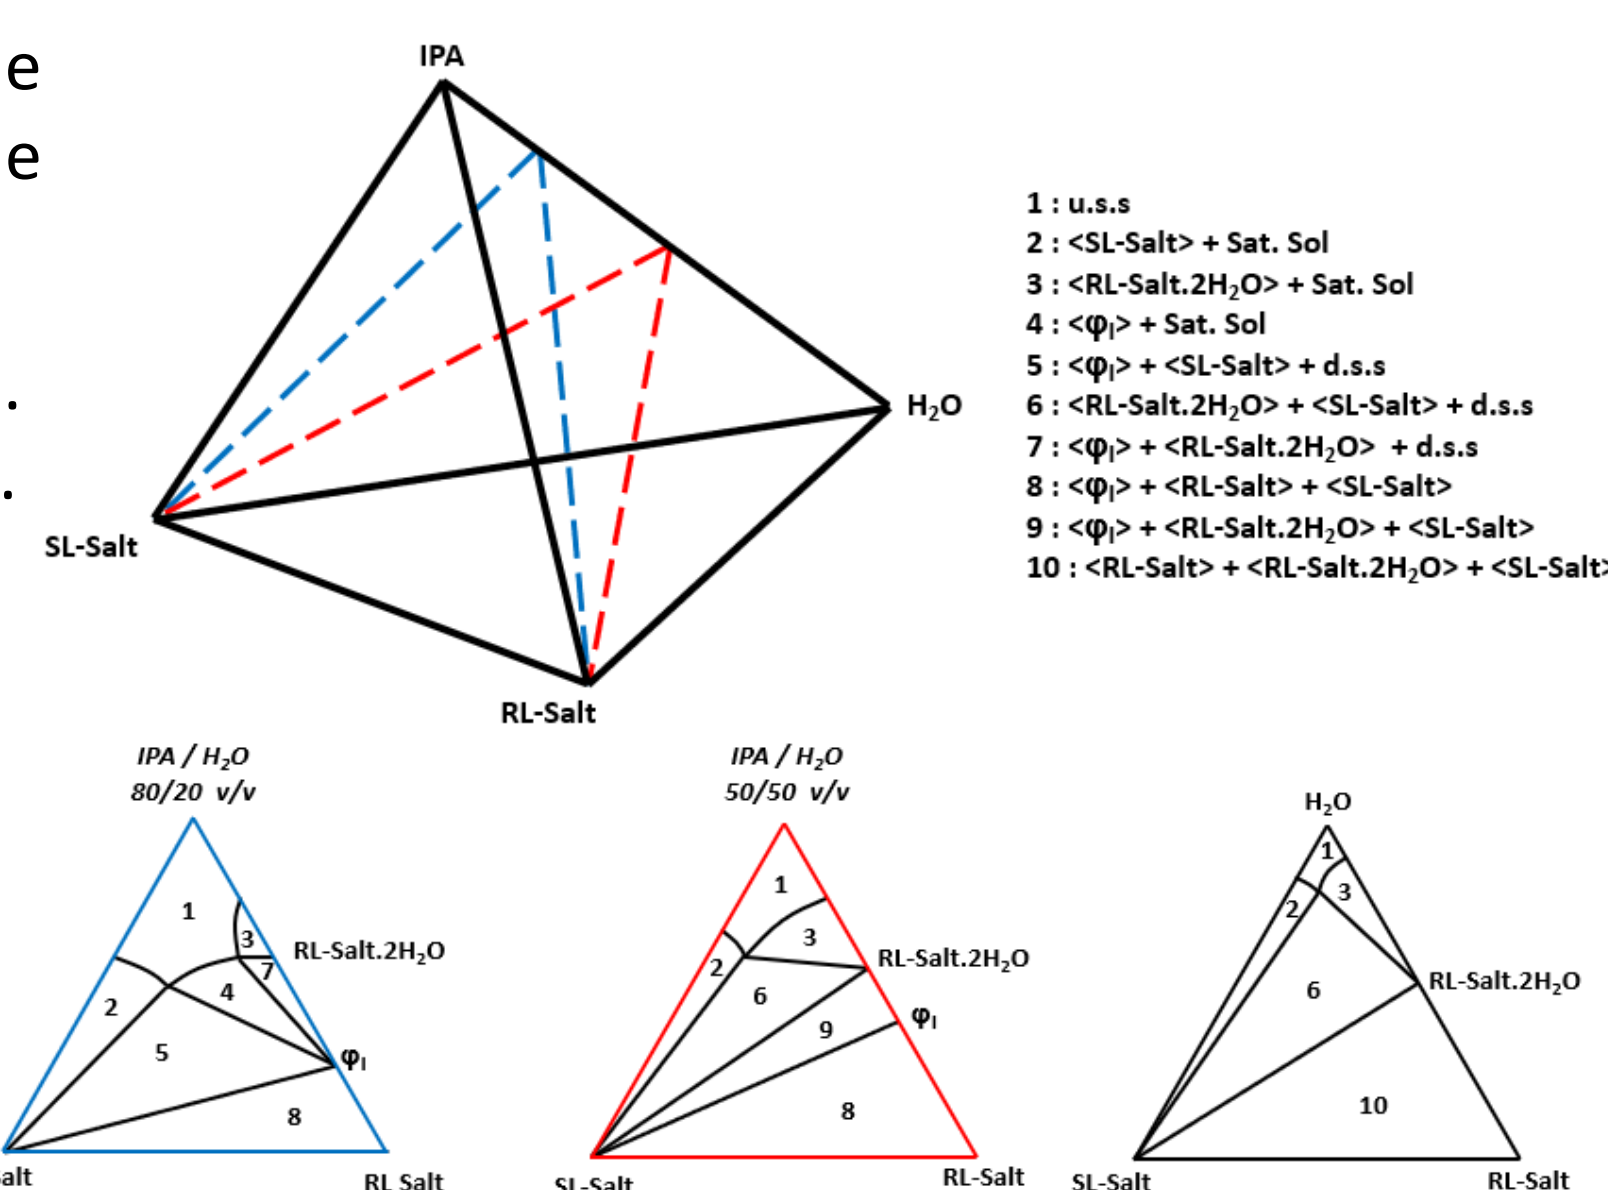 e
e
.
.
IPA
H₂O
SL-Salt
RL-Salt
1 : u.s.s
2 : <SL-Salt> + Sat. Sol
3 : <RL-Salt.2H₂O> + Sat. Sol
4 : <φI> + Sat. Sol
5 : <φI> + <SL-Salt> + d.s.s
6 : <RL-Salt.2H₂O> + <SL-Salt> + d.s.s
7 : <φI> + <RL-Salt.2H₂O> + d.s.s
8 : <φI> + <RL-Salt> + <SL-Salt>
9 : <φI> + <RL-Salt.2H₂O> + <SL-Salt>
10 : <RL-Salt> + <RL-Salt.2H₂O> + <SL-Salt>
IPA / H₂O
80/20 v/v
1
3
RL-Salt.2H₂O
7
4
2
5
φI
8
alt
RL Salt
IPA / H₂O
50/50 v/v
1
3
RL-Salt.2H₂O
2
6
φI
9
8
SL-Salt
RL-Salt
H₂O
1
3
2
RL-Salt.2H₂O
6
10
SL-Salt
RL-Salt